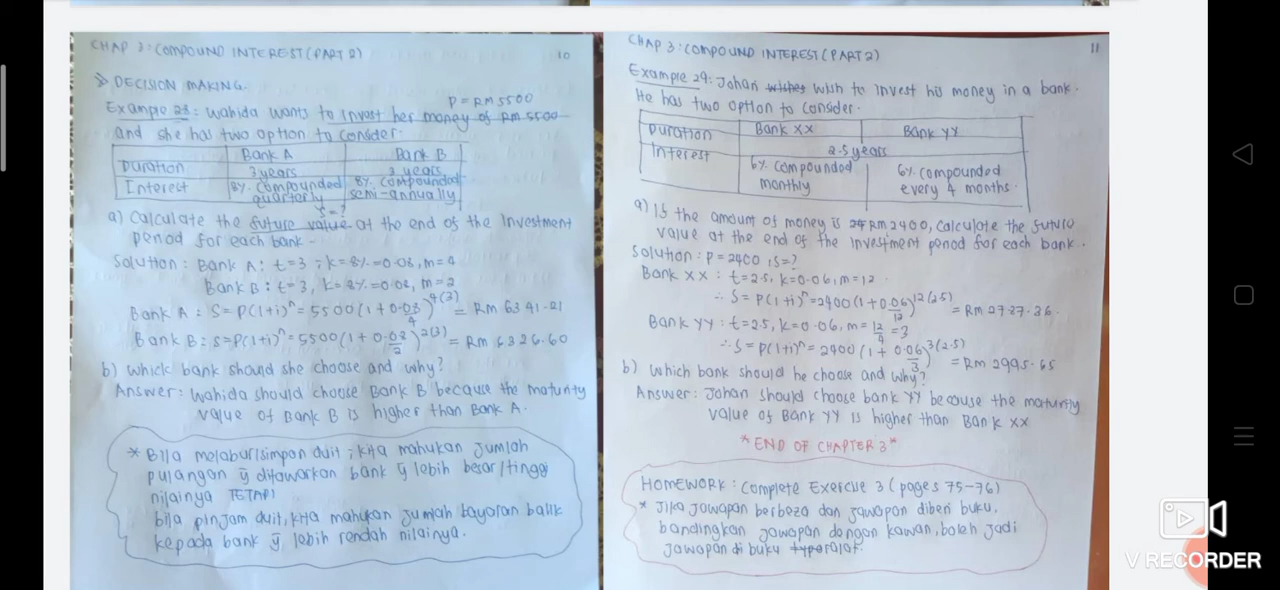 CHAP 3: COMPOUND INTEREST (PART 2) 10
» DECISION MAKING.
P = RM 5500
Example 23: Wahida wants to invest her money of RM 5500
and she has two option to consider.
Bank A Bank B
Duration 3 years 3 years
Interest 8% compounded quarterly 8% compounded semi-annually
S=?
a) Calculate the future value at the end of the investment
period for each bank.
Solution: Bank A: t=3, k=8%=0.08, m=4
Bank B: t=3, k=8%=0.08, m=2
Bank A: S=P(1+i)^n = 5500(1+0.08/4)^4(3) = RM 6341.21
Bank B: S=P(1+i)^n = 5500(1+0.08/2)^2(3) = RM 6326.60
b) Which bank should she choose and why?
Answer: Wahida should choose Bank B because the maturity
value of Bank B is higher than Bank A.
* Bila melabur/simpan duit, kita mahukan jumlah
pulangan ȳ ditawarkan bank ȳ lebih besar/tinggi
nilainya TETAPI
bila pinjam duit, kita mahukan jumlah bayaran balik
kepada bank ȳ lebih rendah nilainya.
CHAP 3: COMPOUND INTEREST (PART 2) 11
Example 24: Johan wishes wish to invest his money in a bank.
He has two option to consider.
Duration Bank XX Bank YY
2.5 years
Interest 6% compounded monthly 6% compounded every 4 months.
a) If the amount of money is RM 2400, calculate the future
value at the end of the investment period for each bank.
Solution: P=2400, S=?
Bank XX: t=2.5, k=0.06, m=12
∴ S=P(1+i)^n = 2400(1+0.06/12)^12(2.5) = RM 2787.36
Bank YY: t=2.5, k=0.06, m=12/4=3
∴ S=P(1+i)^n = 2400(1+0.06/3)^3(2.5) = RM 2995.65
b) Which bank should he choose and why?
Answer: Johan should choose bank YY because the maturity
value of Bank YY is higher than Bank XX
*END OF CHAPTER 3*
HOMEWORK: Complete Exercise 3 (pages 75-76)
* Jika jawapan berbeza dan jawapan diberi buku,
bandingkan jawapan dengan kawan, boleh jadi
jawapan di buku
V RECORDER